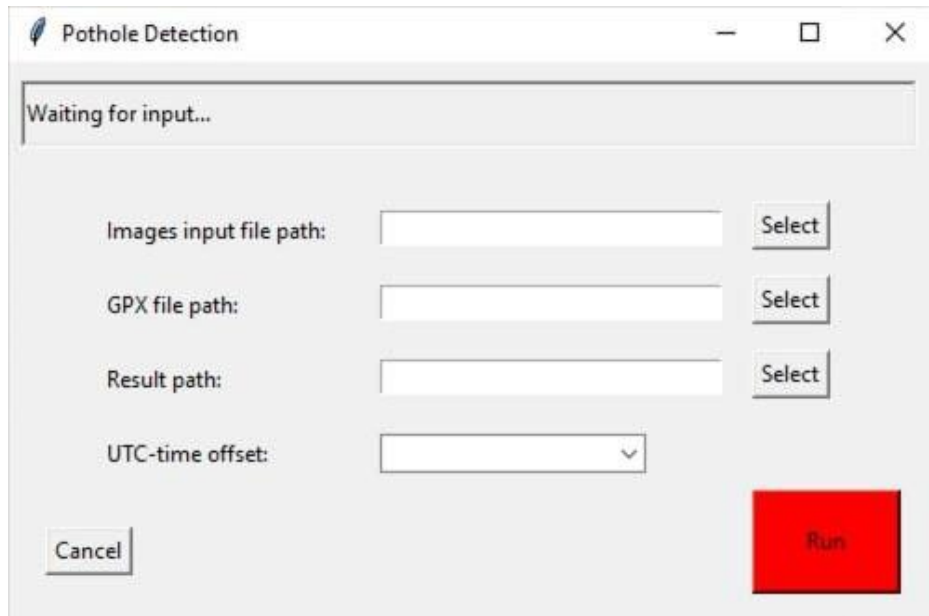 Pothole Detection
Waiting for input...
Images input file path:
Select
GPX file path:
Select
Result path:
Select
UTC-time offset:
Run
Cancel